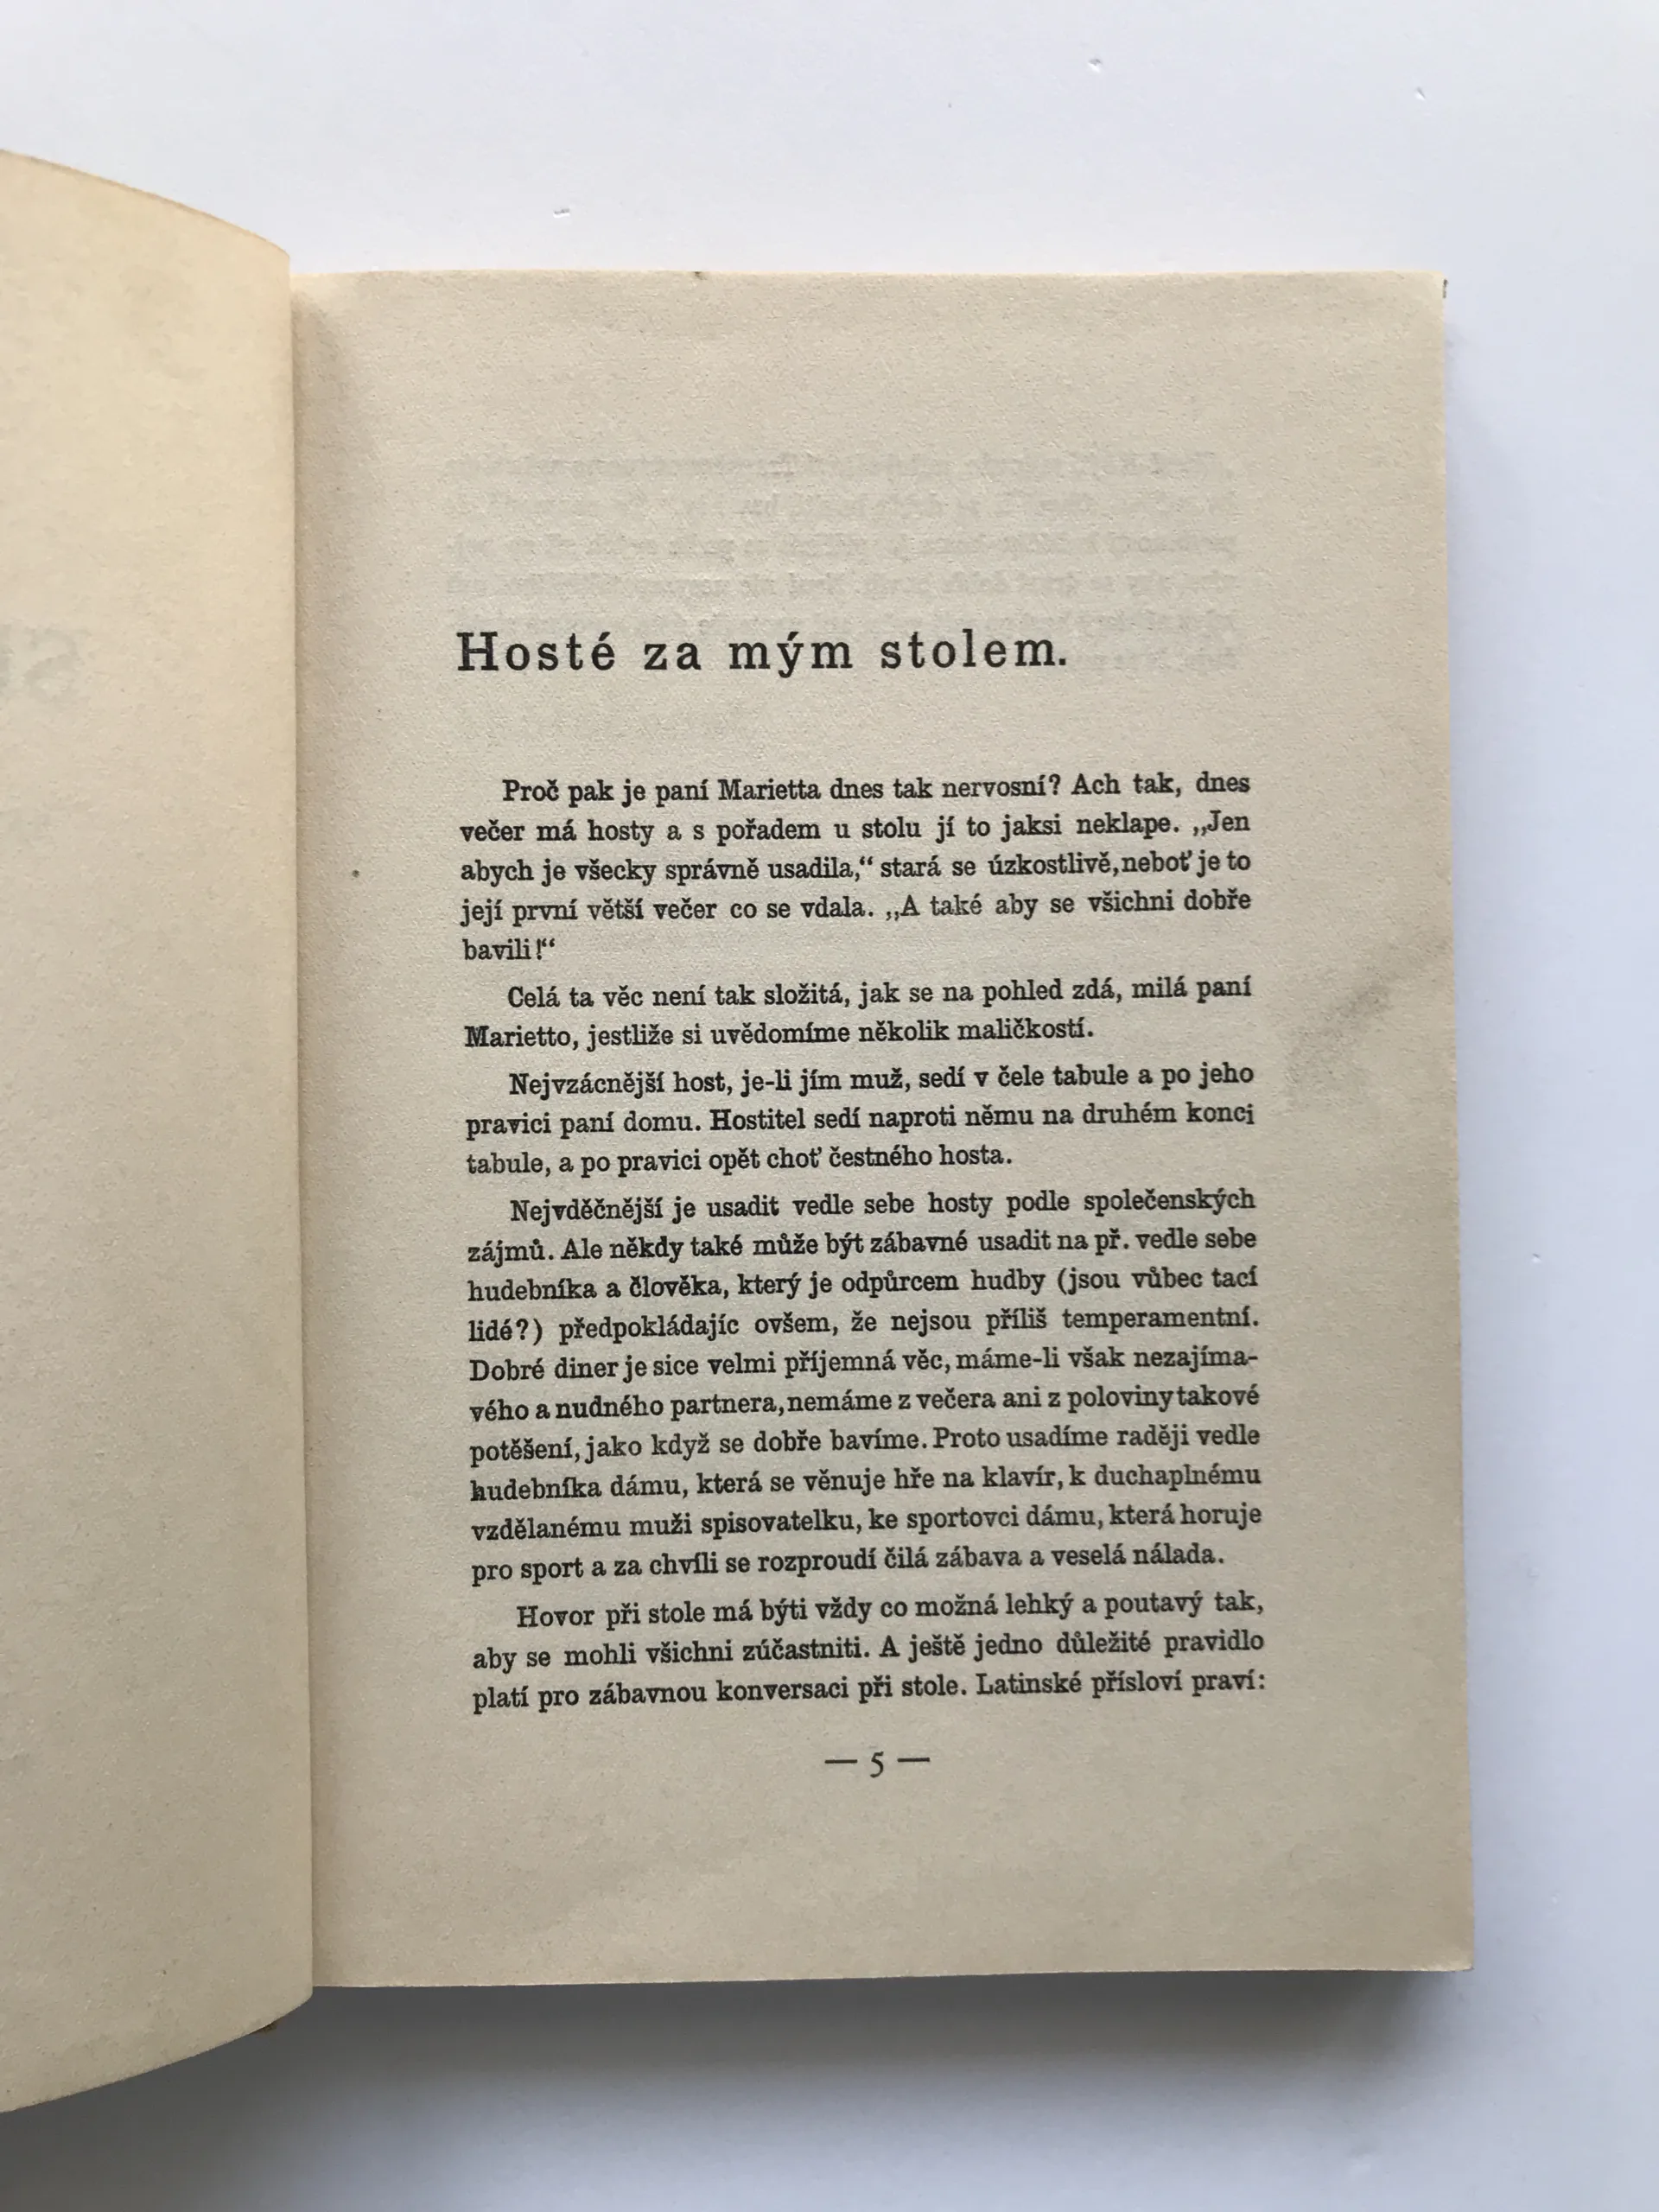 Hosté za mým stolem.
Proč pak je paní Marietta dnes tak nervosní? Ach tak, dnes
večer má hosty a s pořadem u stolu jí to jaksi neklape. „Jen
abych je všecky správně usadila,“ stará se úzkostlivě, neboť je to
její první větší večer co se vdala. „A také aby se všichni dobře
bavili!“
Celá ta věc není tak složitá, jak se na pohled zdá, milá paní
Marietto, jestliže si uvědomíme několik maličkostí.
Nejvzácnější host, je-li jím muž, sedí v čele tabule a po jeho
pravici paní domu. Hostitel sedí naproti němu na druhém konci
tabule, a po pravici opět choť čestného hosta.
Nejvděčnější je usadit vedle sebe hosty podle společenských
zájmů. Ale někdy také může být zábavné usadit na př. vedle sebe
hudebníka a člověka, který je odpůrcem hudby (jsou vůbec tací
lidé?) předpokládajíc ovšem, že nejsou příliš temperamentní.
Dobré diner je sice velmi příjemná věc, máme-li však nezajíma-
vého a nudného partnera, nemáme z večera ani z poloviny takové
potěšení, jako když se dobře bavíme. Proto usadíme raději vedle
hudebníka dámu, která se věnuje hře na klavír, k duchaplnému
vzdělanému muži spisovatelku, ke sportovci dámu, která horuje
pro sport a za chvíli se rozproudí čilá zábava a veselá nálada.
Hovor při stole má býti vždy co možná lehký a poutavý tak,
aby se mohli všichni zúčastniti. A ještě jedno důležité pravidlo
platí pro zábavnou konversaci při stole. Latinské přísloví praví:
— 5 —